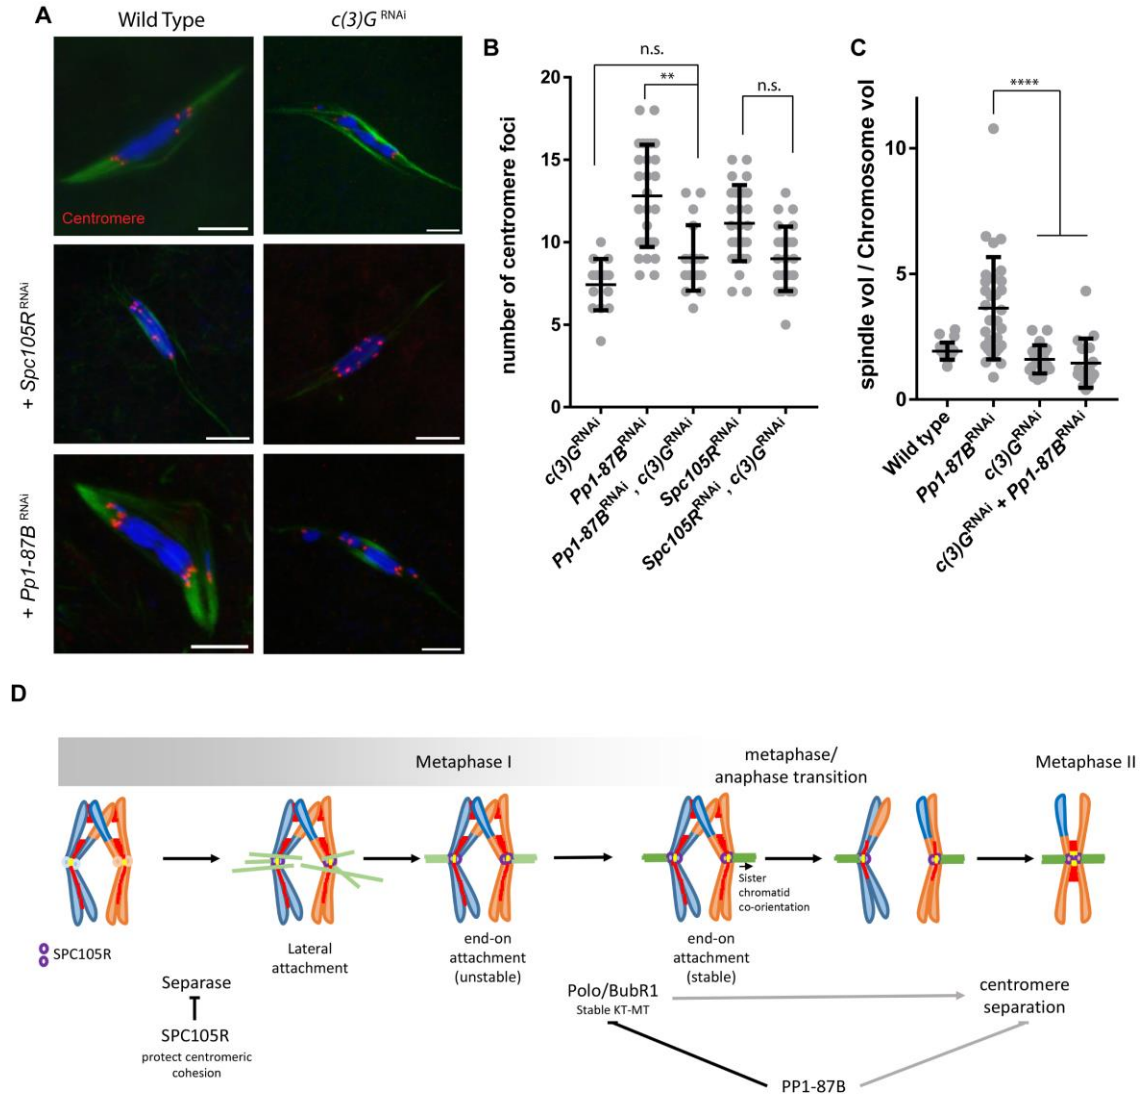 A
Wild Type
c(3)G RNAi
Centromere
+ Spc105R RNAi
+ Pp1-87B RNAi
B
n.s.
**
n.s.
number of centromere foci
20
15
10
5
0
c(3)G RNAi
Pp1-87B RNAi
Pp1-87B RNAi , c(3)G RNAi
Spc105R RNAi
Spc105R RNAi , c(3)G RNAi
C
****
spindle vol / Chromosome vol
10
5
0
Wild type
Pp1-87B RNAi
c(3)G RNAi
c(3)G RNAi + Pp1-87B RNAi
D
Metaphase I
metaphase/
anaphase transition
Metaphase II
SPC105R
Lateral
attachment
end-on
attachment
(unstable)
end-on
attachment
(stable)
Sister
chromatid
co-orientation
Separase
SPC105R
protect centromeric
cohesion
Polo/BubR1
Stable KT-MT
centromere
separation
PP1-87B